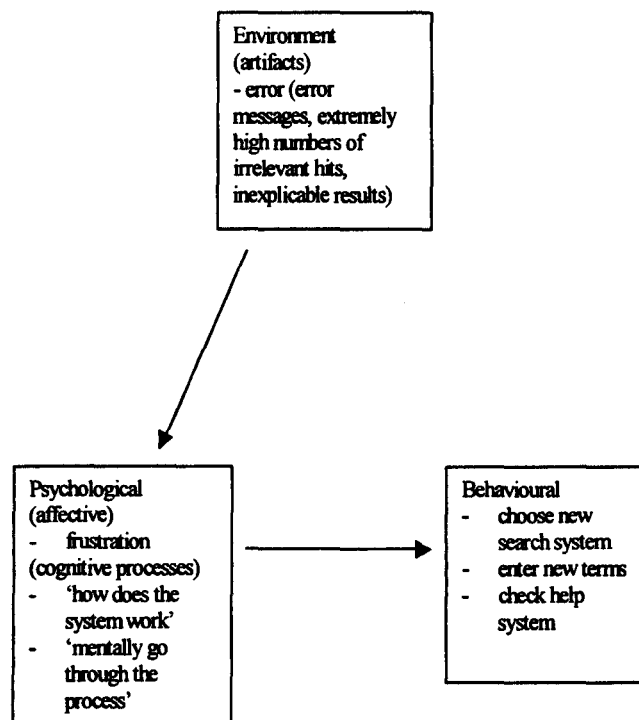 Environment
(artifacts)
- error (error
messages, extremely
high numbers of
irrelevant hits,
inexplicable results)
Psychological
(affective)
- frustration
(cognitive processes)
- ‘how does the
system work’
- ‘mentally go
through the
process’
Behavioural
- choose new
search system
- enter new terms
- check help
system